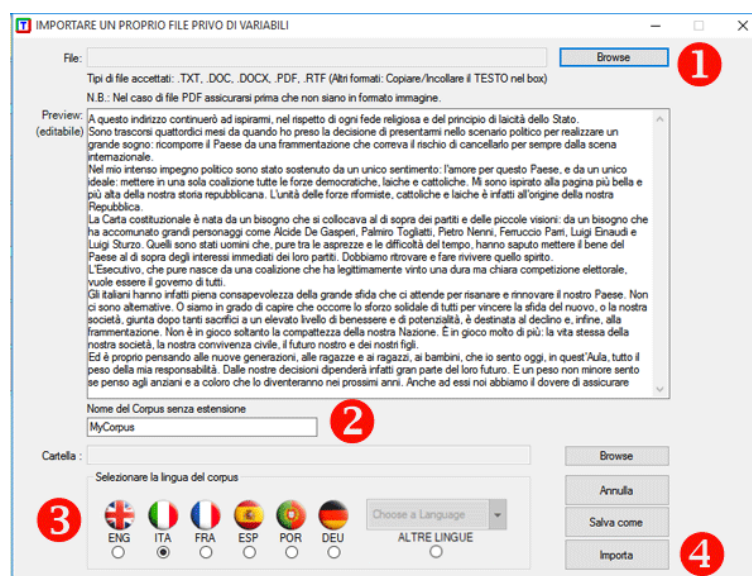 IMPORTARE UN PROPRIO FILE PRIVO DI VARIABILI
File:
Browse
1
Tipi di file accettati: .TXT, .DOC, .DOCX, .PDF, .RTF (Altri formati: Copiare/Incollare il TESTO nel box)
N.B.: Nel caso di file PDF assicurarsi prima che non siano in formato immagine.
Preview:
(editabile)
A questo indirizzo continuerò ad ispirarmi, nel rispetto di ogni fede religiosa e del principio di laicità dello Stato.
Sono trascorsi quattordici mesi da quando ho preso la decisione di presentarmi nello scenario politico per realizzare un
grande sogno: ricomporre il Paese da una frammentazione che correva il rischio di cancellarlo per sempre dalla scena
internazionale.
Nel mio intenso impegno politico sono stato sostenuto da un unico sentimento: l'amore per questo Paese, e da un unico
ideale: mettere in una sola coalizione tutte le forze democratiche, laiche e cattoliche. Mi sono ispirato alla pagina più bella e
più alta della nostra storia repubblicana. L'unità delle forze riformiste, cattoliche e laiche è infatti all'origine della nostra
Repubblica.
La Carta costituzionale è nata da un bisogno che si collocava al di sopra dei partiti e delle piccole visioni: da un bisogno che
ha accomunato grandi personaggi come Alcide De Gasperi, Palmiro Togliatti, Pietro Nenni, Ferruccio Parri, Luigi Einaudi e
Luigi Sturzo. Quelli sono stati uomini che, pure tra le asprezze e le difficoltà del tempo, hanno saputo mettere il bene del
Paese al di sopra degli interessi immediati dei loro partiti. Dobbiamo ritrovare e fare rivivere quello spirito.
L'Esecutivo, che pure nasce da una coalizione che ha legittimamente vinto una dura ma chiara competizione elettorale,
vuole essere il governo di tutti.
Gli italiani hanno infatti piena consapevolezza della grande sfida che ci attende per risanare e rinnovare il nostro Paese. Non
ci sono alternative. O siamo in grado di capire che occorre lo sforzo solidale di tutti per vincere la sfida del nuovo, o la nostra
società, giunta dopo tanti sacrifici a un elevato livello di benessere e di potenzialità, è destinata al declino e, infine, alla
frammentazione. Non è in gioco soltanto la compattezza della nostra Nazione. È in gioco molto di più: la vita stessa della
nostra società, la nostra convivenza civile, il futuro nostro e dei nostri figli.
Ed è proprio pensando alle nuove generazioni, alle ragazze e ai ragazzi, ai bambini, che io sento oggi, in quest'Aula, tutto il
peso della mia responsabilità. Dalle nostre decisioni dipenderà infatti gran parte del loro futuro. E un peso non minore sento
se penso agli anziani e a coloro che lo diventeranno nei prossimi anni. Anche ad essi noi abbiamo il dovere di assicurare
Nome del Corpus senza estensione
MyCorpus
2
Cartella :
Browse
Selezionare la lingua del corpus
3
ENG ITA FRA ESP POR DEU
Choose a Language
ALTRE LINGUE
Annulla
Salva come
Importa
4